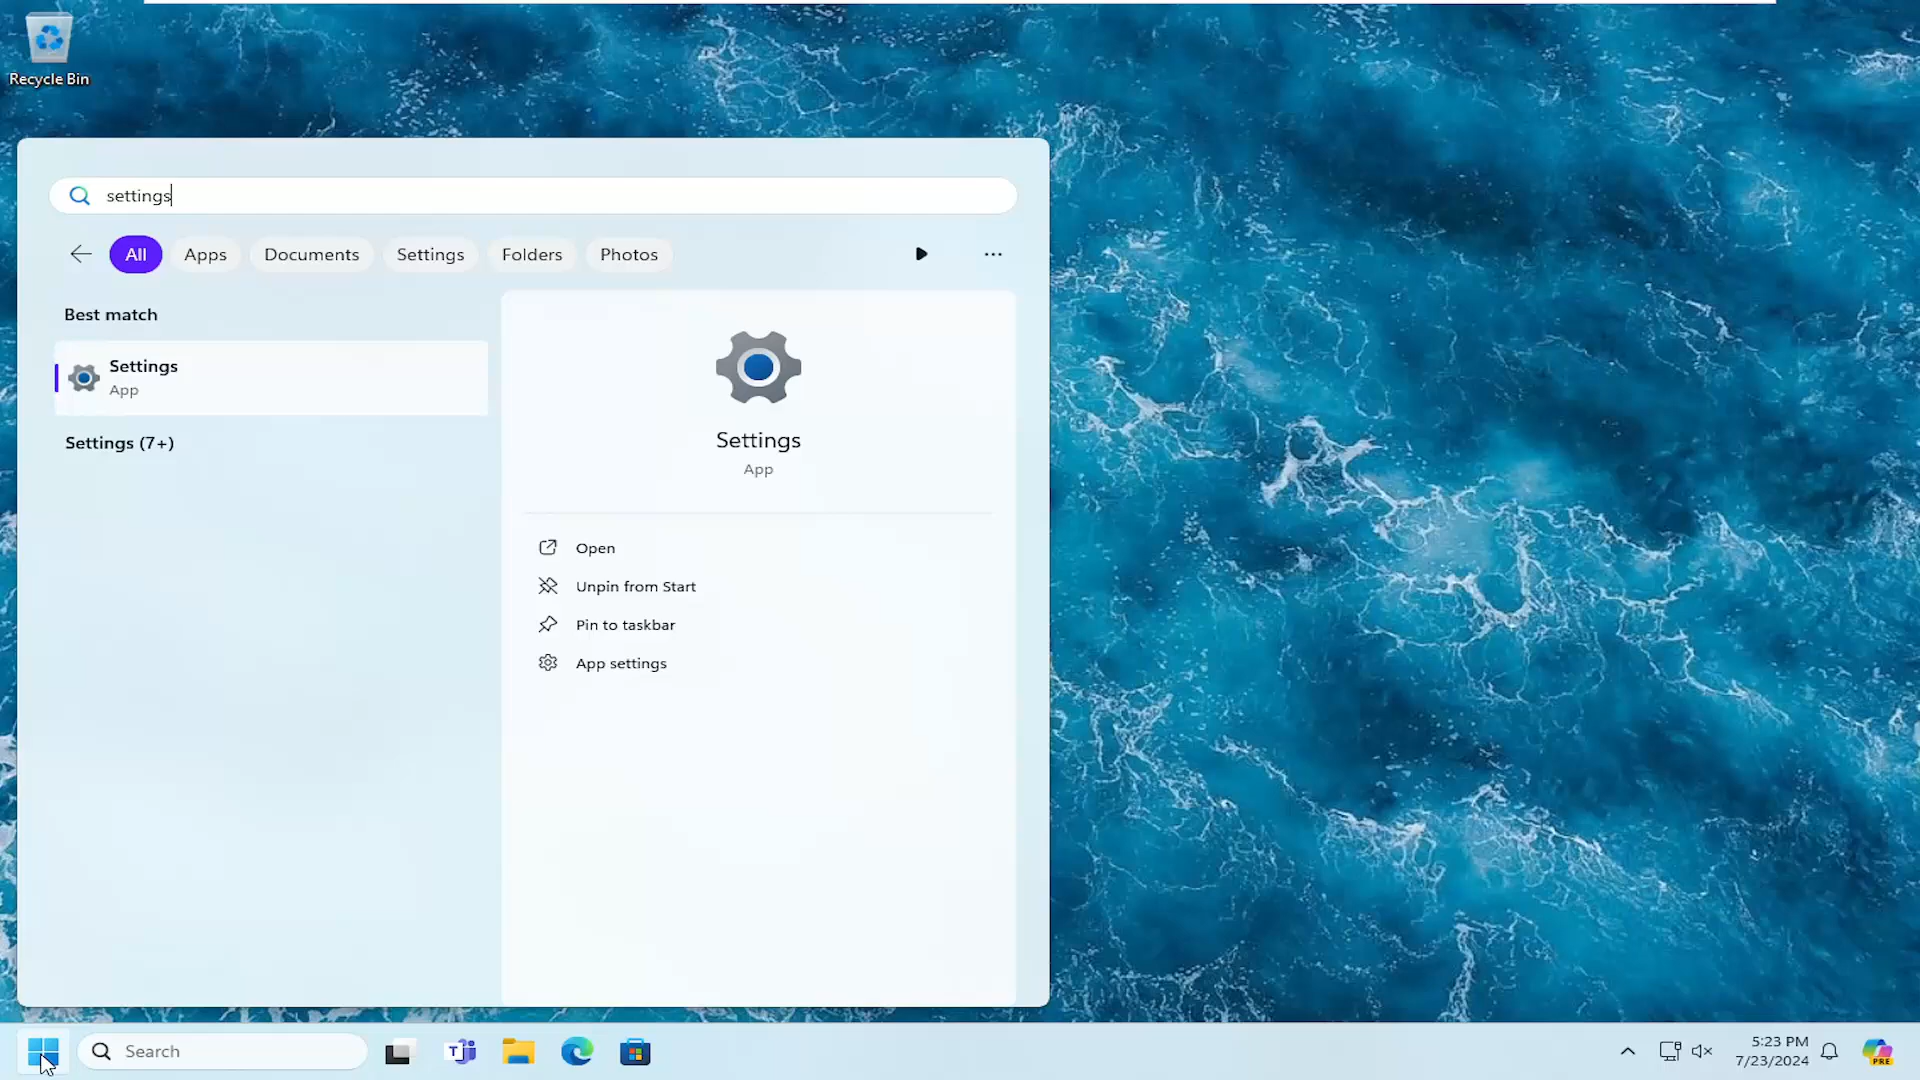 Recycle Bin
settings
All Apps Documents Settings Folders Photos
Best match
Settings
App
Settings (7+)
Settings
App
Open
Unpin from Start
Pin to taskbar
App settings
Search
5:23 PM
7/23/2024
PRE